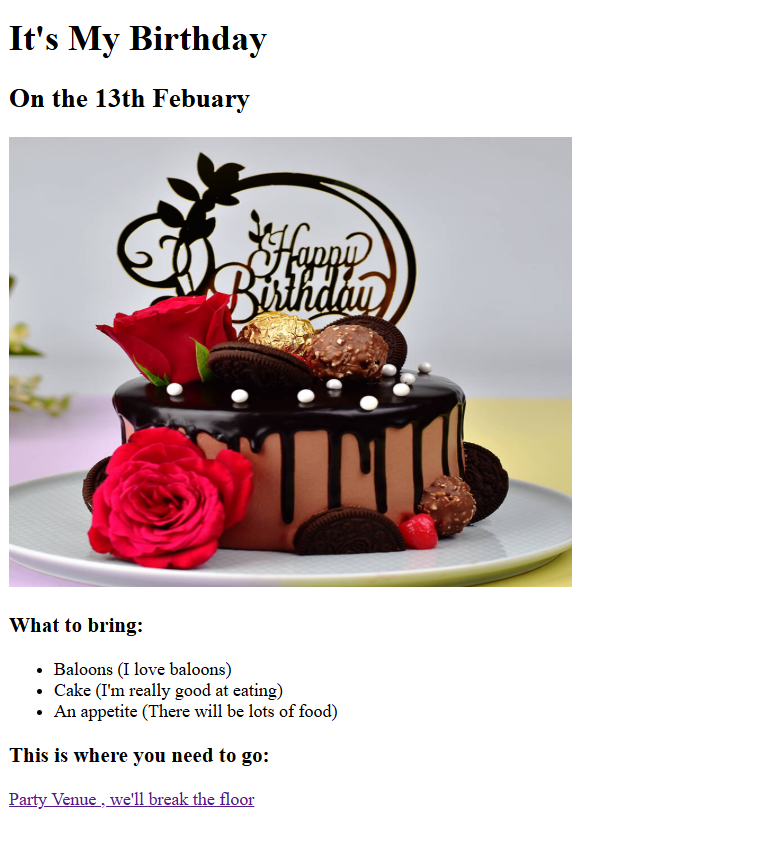 It's My Birthday
On the 13th Febuary
Happy
Birthday
What to bring:
Baloons (I love baloons)
Cake (I'm really good at eating)
An appetite (There will be lots of food)
This is where you need to go:
Party Venue , we'll break the floor